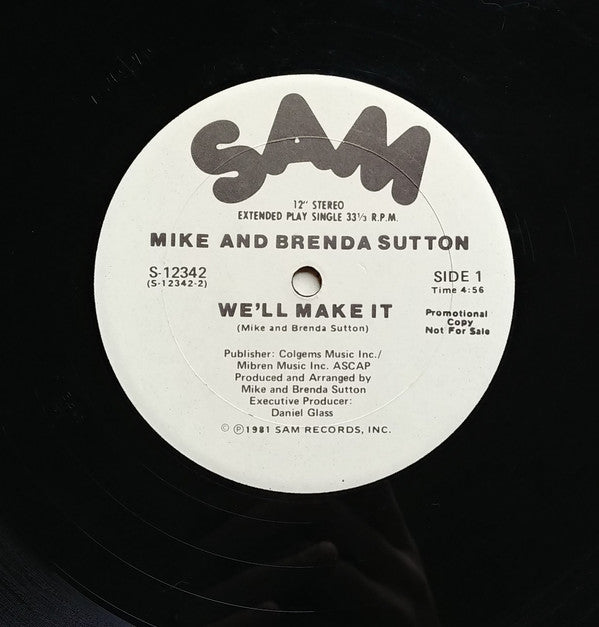 SAM
12" STEREO
EXTENDED PLAY SINGLE 33⅓ R.P.M.
MIKE AND BRENDA SUTTON
S-12342
(S-12342-2)
SIDE 1
Time 4:56
WE'LL MAKE IT
(Mike and Brenda Sutton)
Promotional
Copy
Not For Sale
Publisher: Colgems Music Inc./
Mibren Music Inc. ASCAP
Produced and Arranged by
Mike and Brenda Sutton
Executive Producer:
Daniel Glass
© ℗1981 SAM RECORDS, INC.